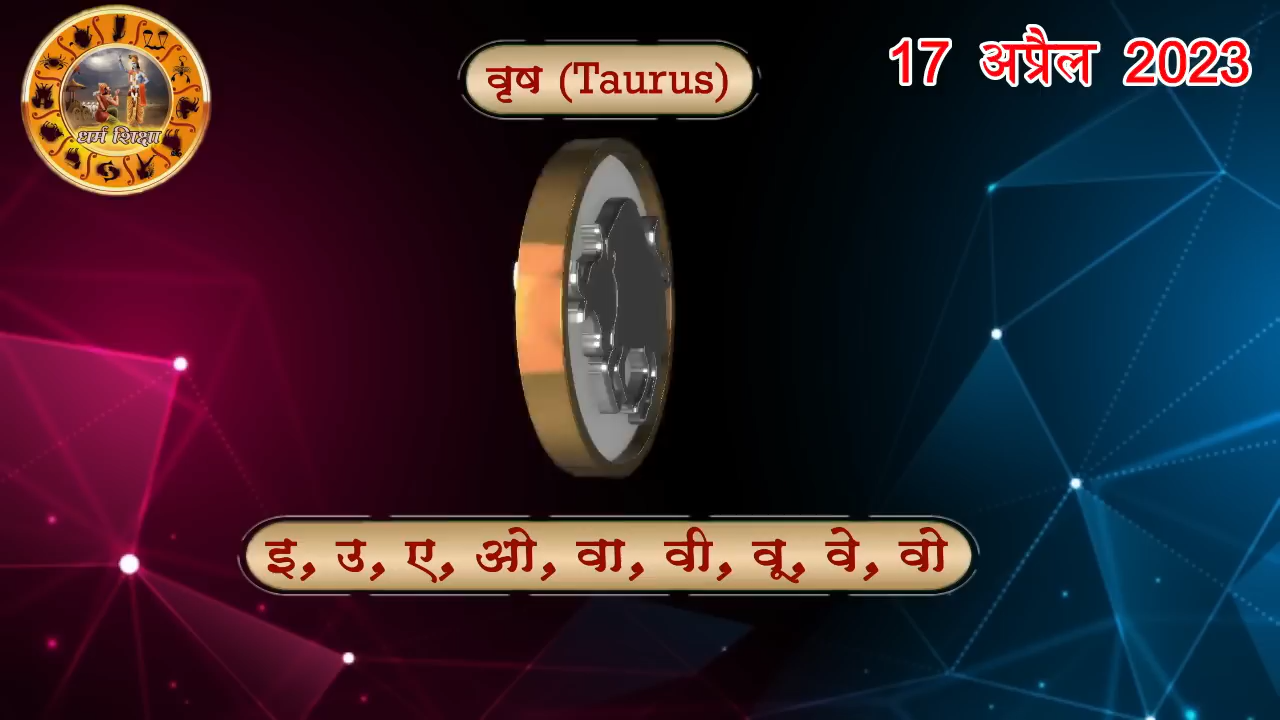 धर्म शिक्षा
वृष (Taurus)
17 अप्रैल 2023
इ, उ, ए, ओ, वा, वी, वू, वे, वो